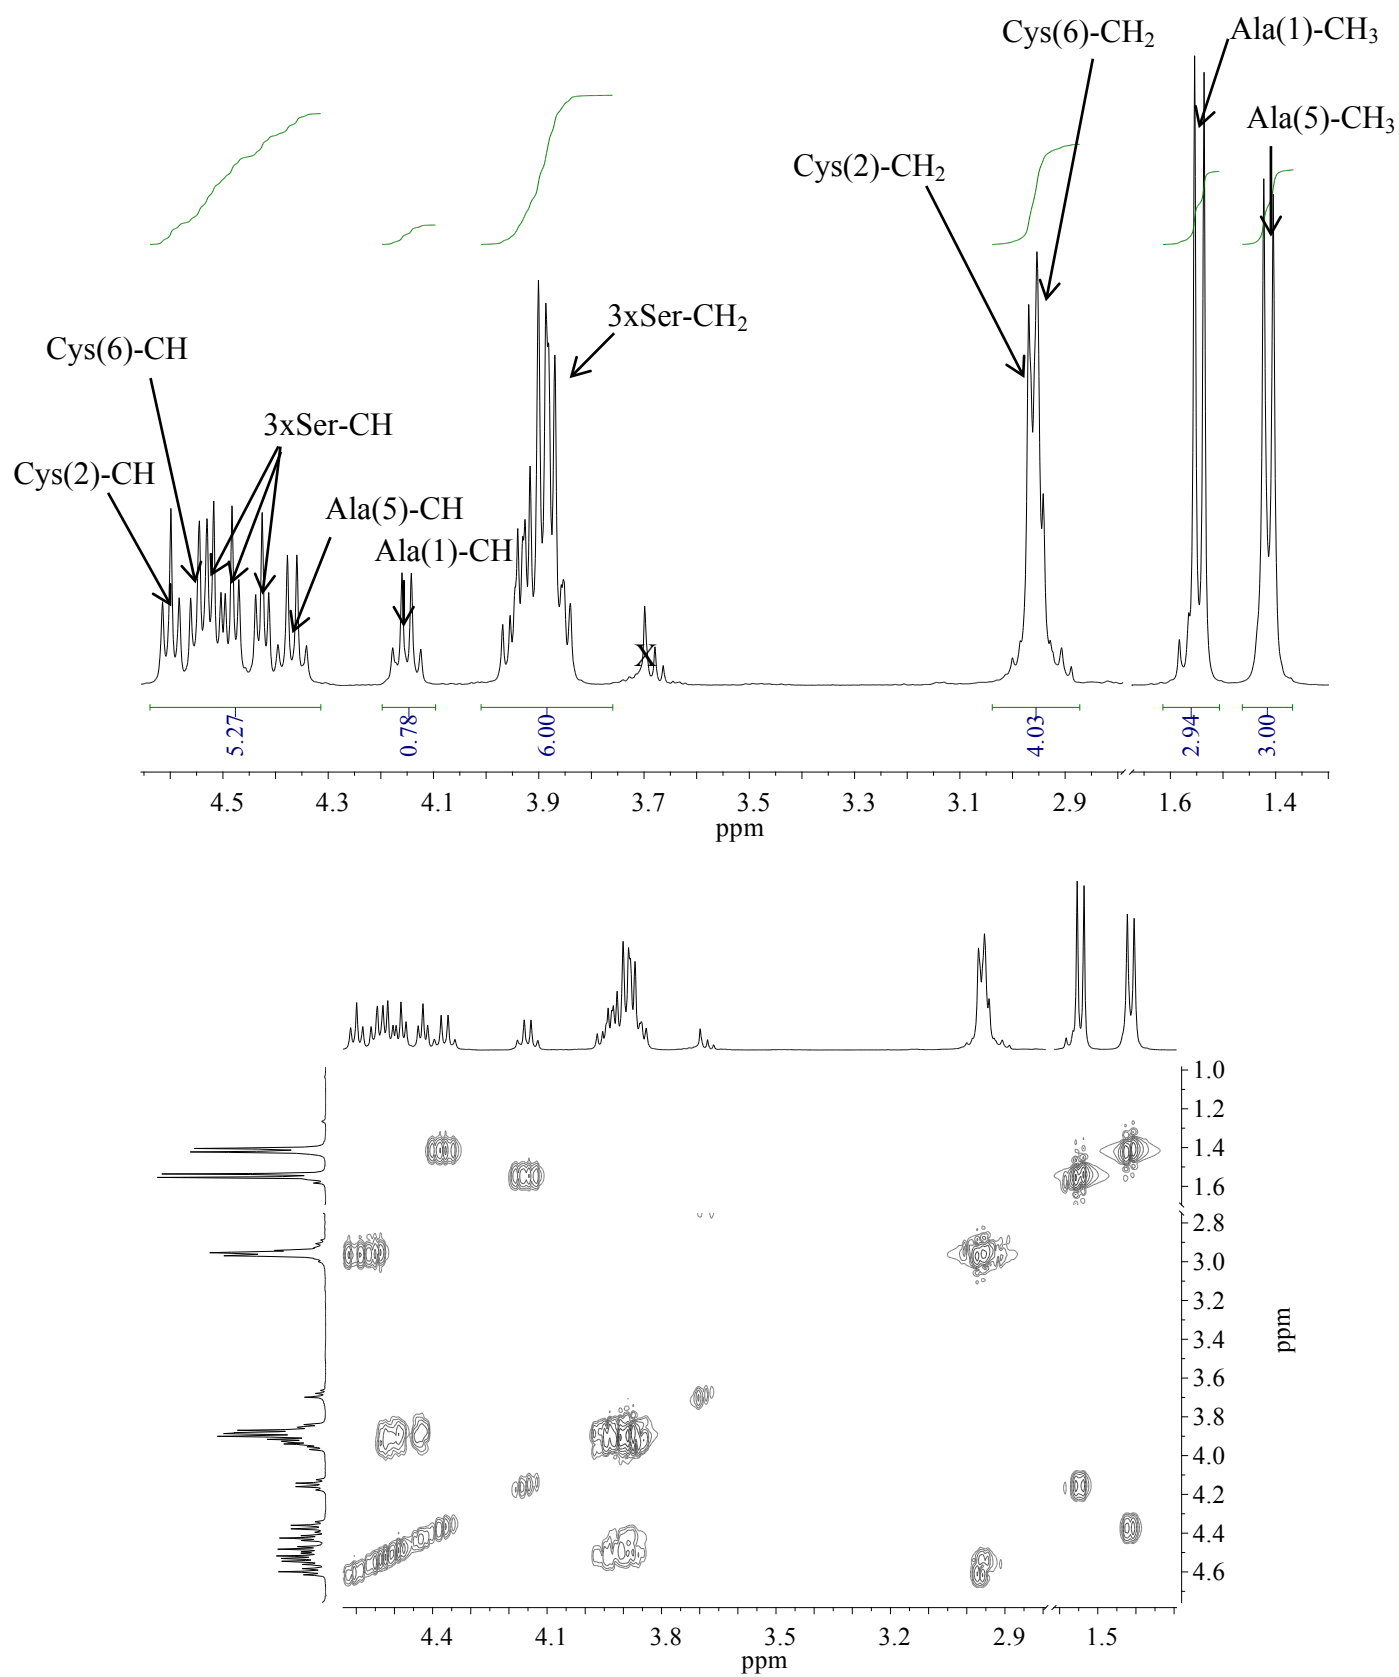 Cys(6)-CH₂
Ala(1)-CH₃
Ala(5)-CH₃
Cys(2)-CH₂
3xSer-CH₂
Cys(6)-CH
3xSer-CH
Cys(2)-CH
Ala(5)-CH
Ala(1)-CH
X
5.27 0.78 6.00 4.03 2.94 3.00
4.5 4.3 4.1 3.9 3.7 3.5 3.3 3.1 2.9 1.6 1.4
ppm
1.0
1.2
1.4
1.6
2.8
3.0
3.2
3.4
3.6
3.8
4.0
4.2
4.4
4.6
ppm
4.4 4.1 3.8 3.5 3.2 2.9 1.5
ppm